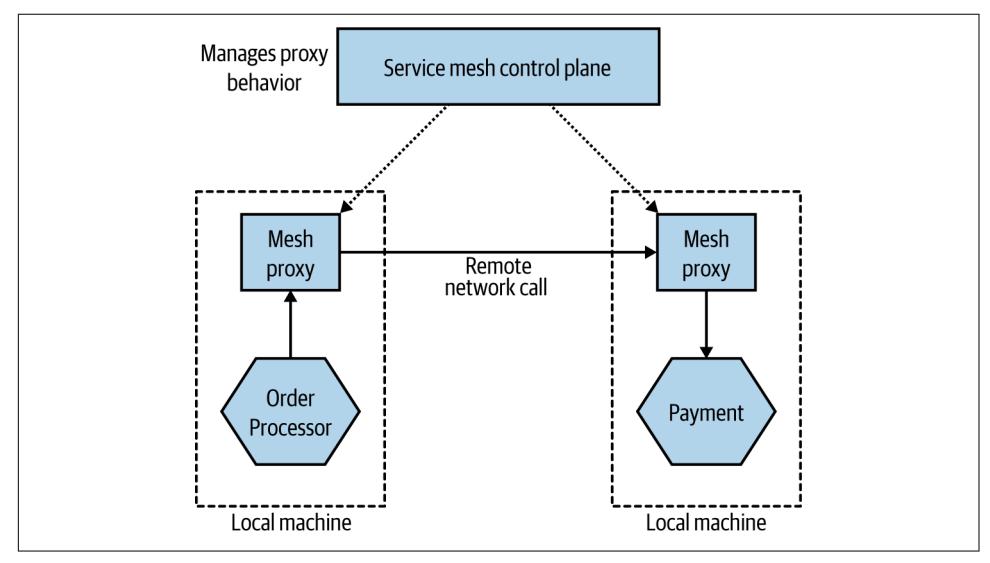 Manages proxy
behavior
Service mesh control plane
Mesh
proxy
Remote
network call
Mesh
proxy
Order
Processor
Payment
Local machine
Local machine